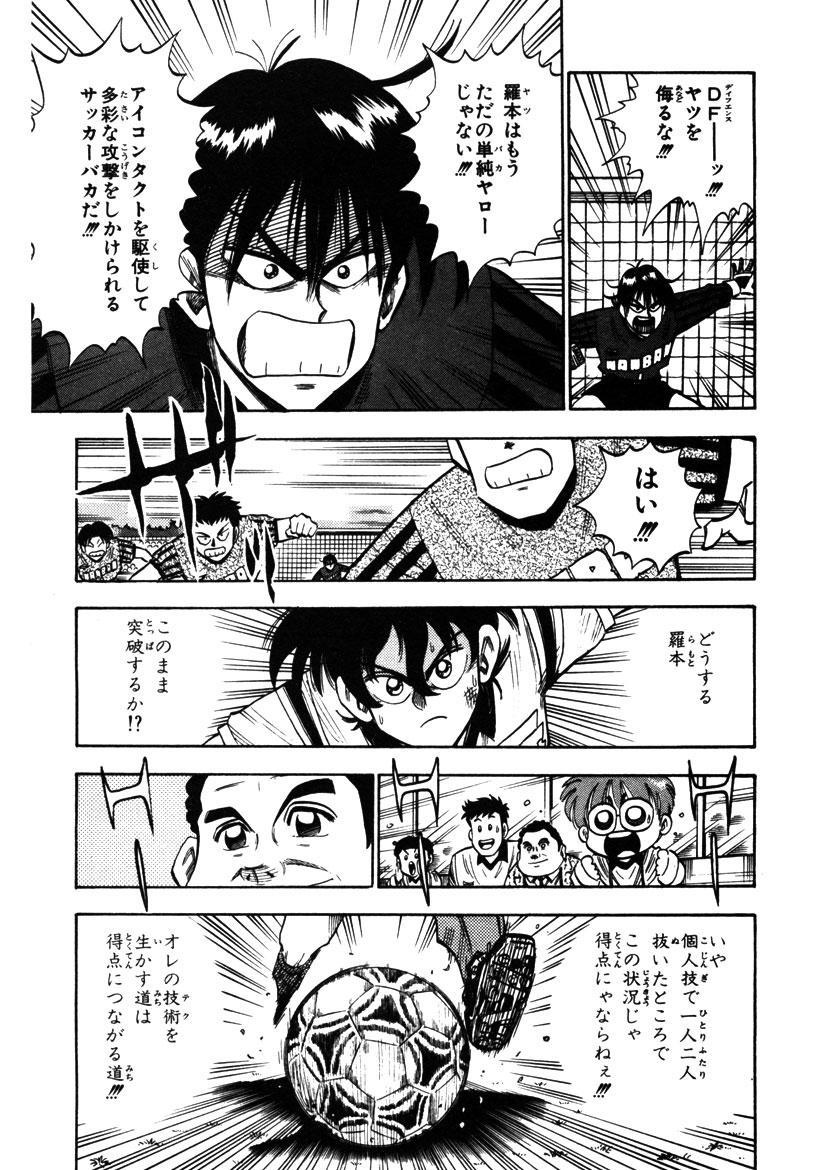 DFーーッ!!!
ヤツを
侮るな!!!
羅本はもう
ただの単純ヤロー
じゃない!!!
アイコンタクトを駆使して
多彩な攻撃をしかけられる
サッカーバカだ!!!
はい!!!
どうする
羅本
このまま
突破するか!?
いや
個人技で一人二人
抜いたところで
この状況じゃ
得点にゃならねェ!!!
オレの技術を
生かす道は
得点につながる道!!!